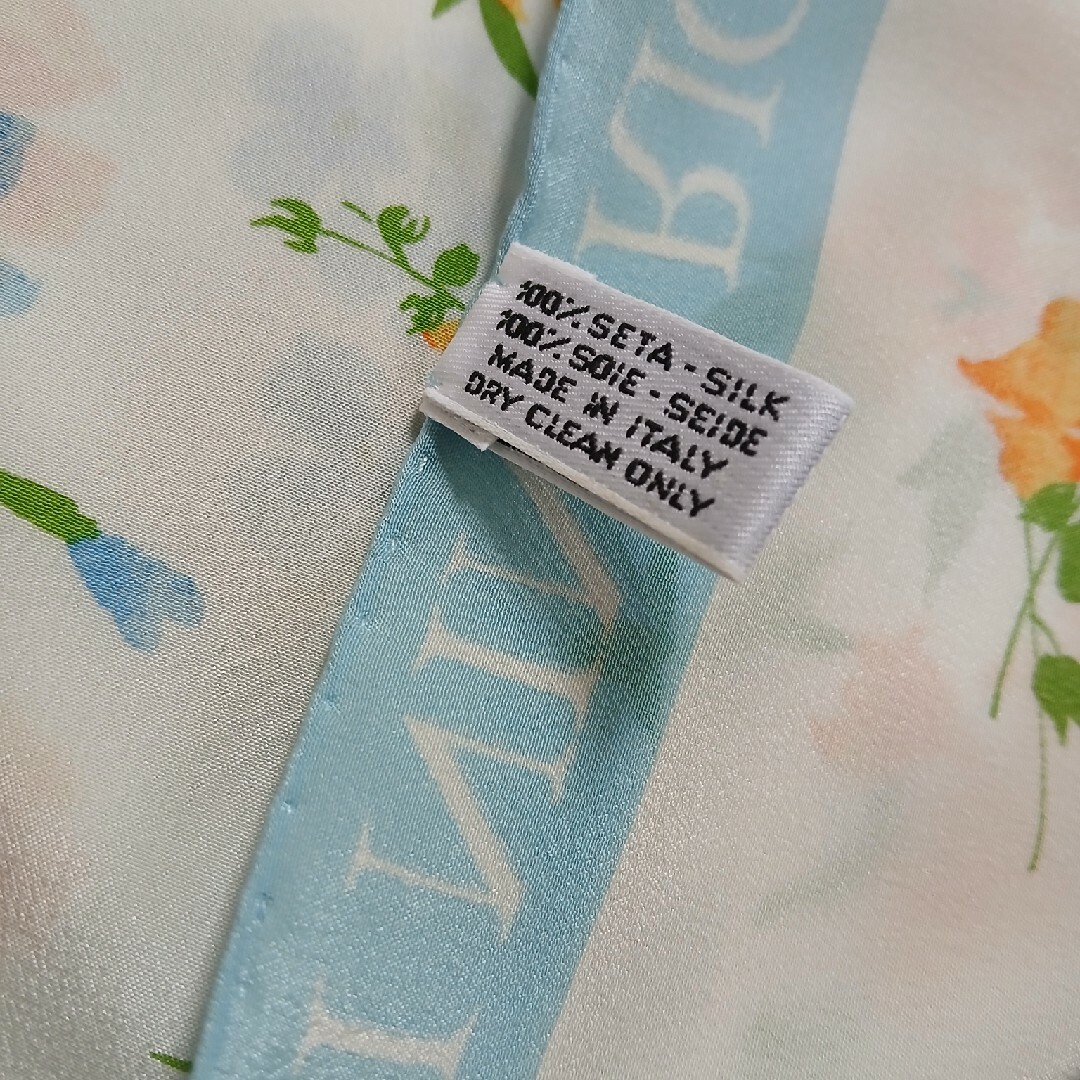 100% SETA - SILK
100% SOIE - SEIDE
MADE IN ITALY
DRY CLEAN ONLY